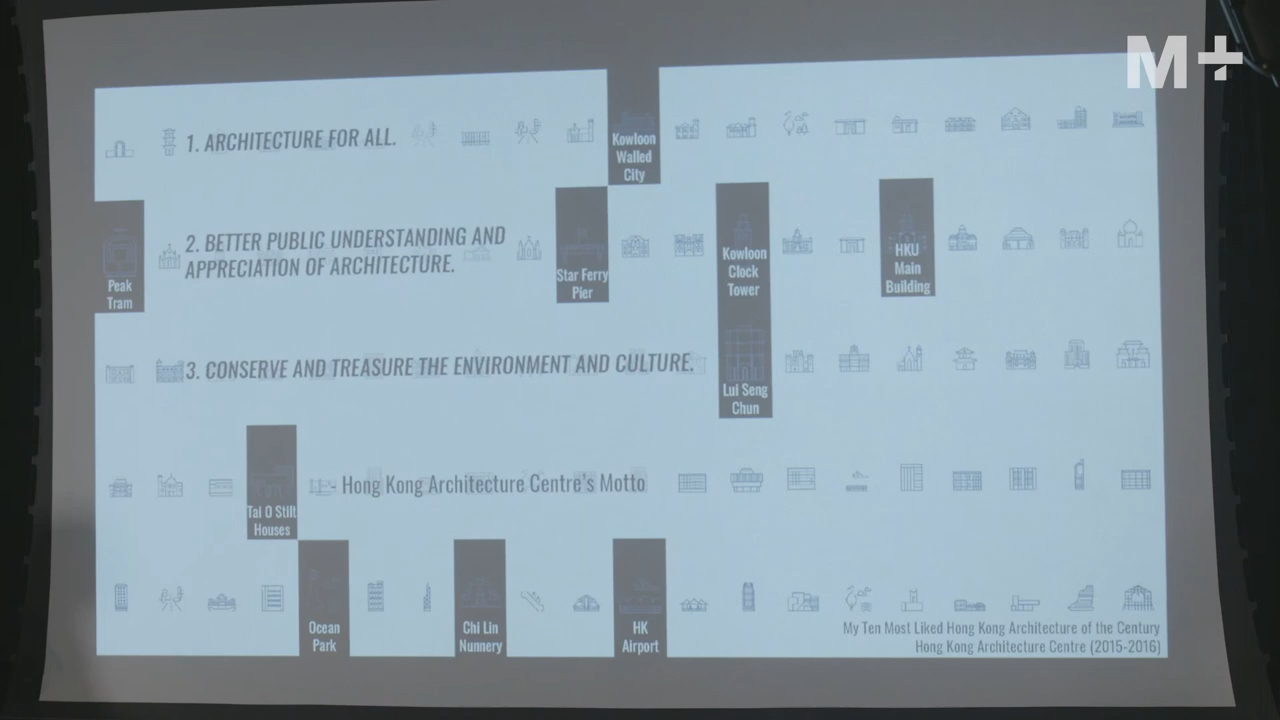 M+
1. ARCHITECTURE FOR ALL.
Kowloon
Walled
City
2. BETTER PUBLIC UNDERSTANDING AND
APPRECIATION OF ARCHITECTURE.
Peak
Tram
Star Ferry
Pier
Kowloon
Clock
Tower
HKU
Main
Building
3. CONSERVE AND TREASURE THE ENVIRONMENT AND CULTURE.
Lui Seng
Chun
Tai O Stilt
Houses
Hong Kong Architecture Centre's Motto
Ocean
Park
Chi Lin
Nunnery
HK
Airport
My Ten Most Liked Hong Kong Architecture of the Century
Hong Kong Architecture Centre (2015-2016)